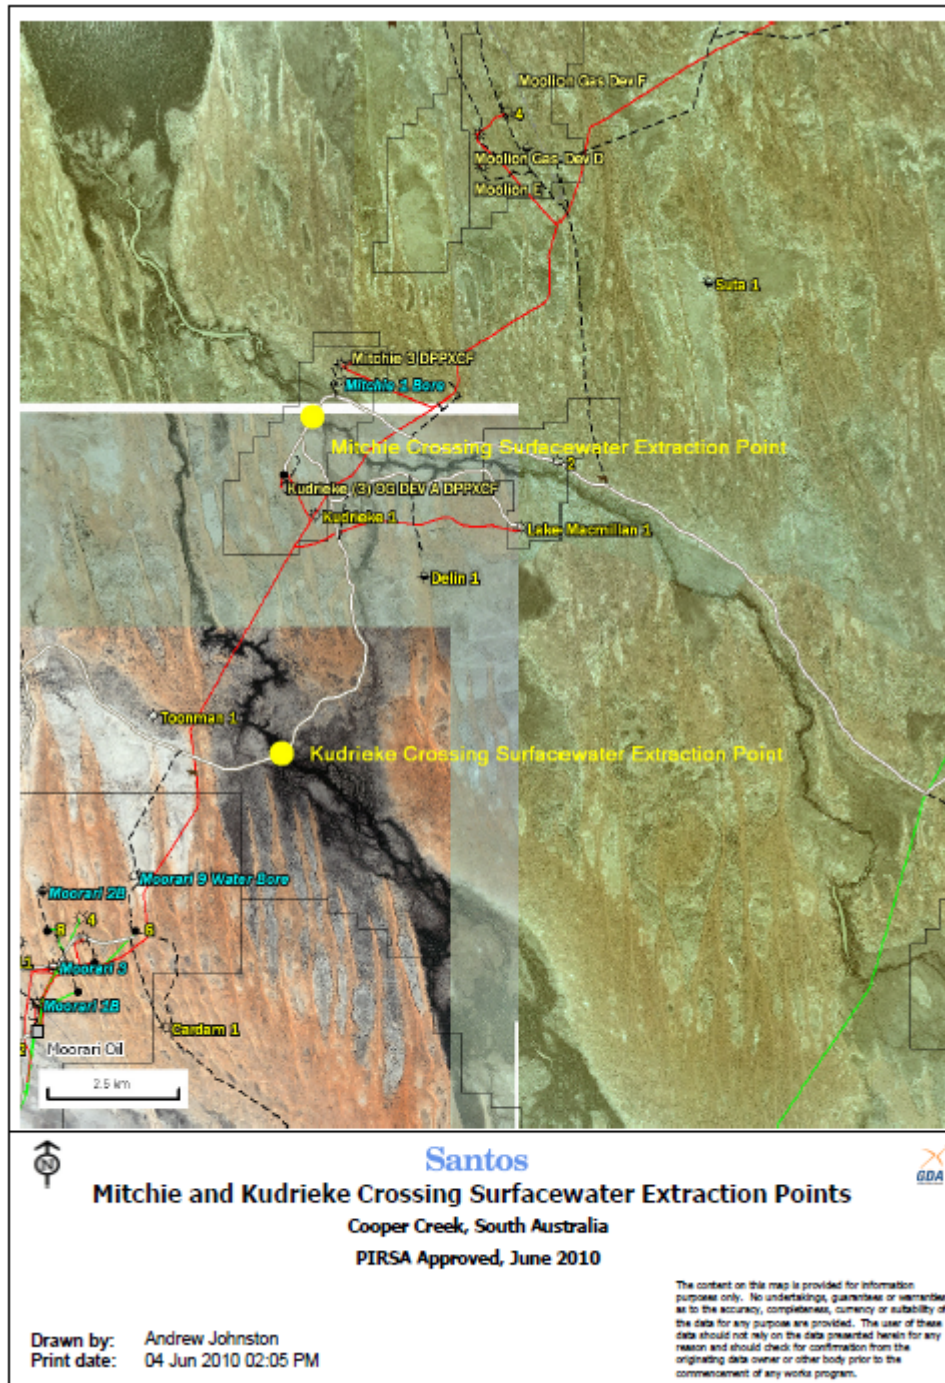 Moolion Gas Dev F
4
Moolion Gas Dev D
Moolion E
Suta 1
Mitchie 3 DPPXCF
Mitchie 1 Bore
Mitchie Crossing Surfacewater Extraction Point
2
Kudrieke (3) OG DEV A DPPXCF
Kudrieke 1
Lake Macmillan 1
Delin 1
Toonman 1
Kudrieke Crossing Surfacewater Extraction Point
Moorari 9 Water Bore
Moorari 2B
4
8
6
1
Moorari 3
Moorari 1B
Cardam 1
2
Moorari Oil
2.5 km
N
Santos
GDA
Mitchie and Kudrieke Crossing Surfacewater Extraction Points
Cooper Creek, South Australia
PIRSA Approved, June 2010
The content on this map is provided for information
purposes only. No undertakings, guarantees or warranties
as to the accuracy, completeness, currency or suitability of
the data for any purpose are provided. The user of these
data should not rely on the data presented herein for any
reason and should check for confirmation from the
originating data owner or other body prior to the
commencement of any works program.
Drawn by: Andrew Johnston
Print date: 04 Jun 2010 02:05 PM